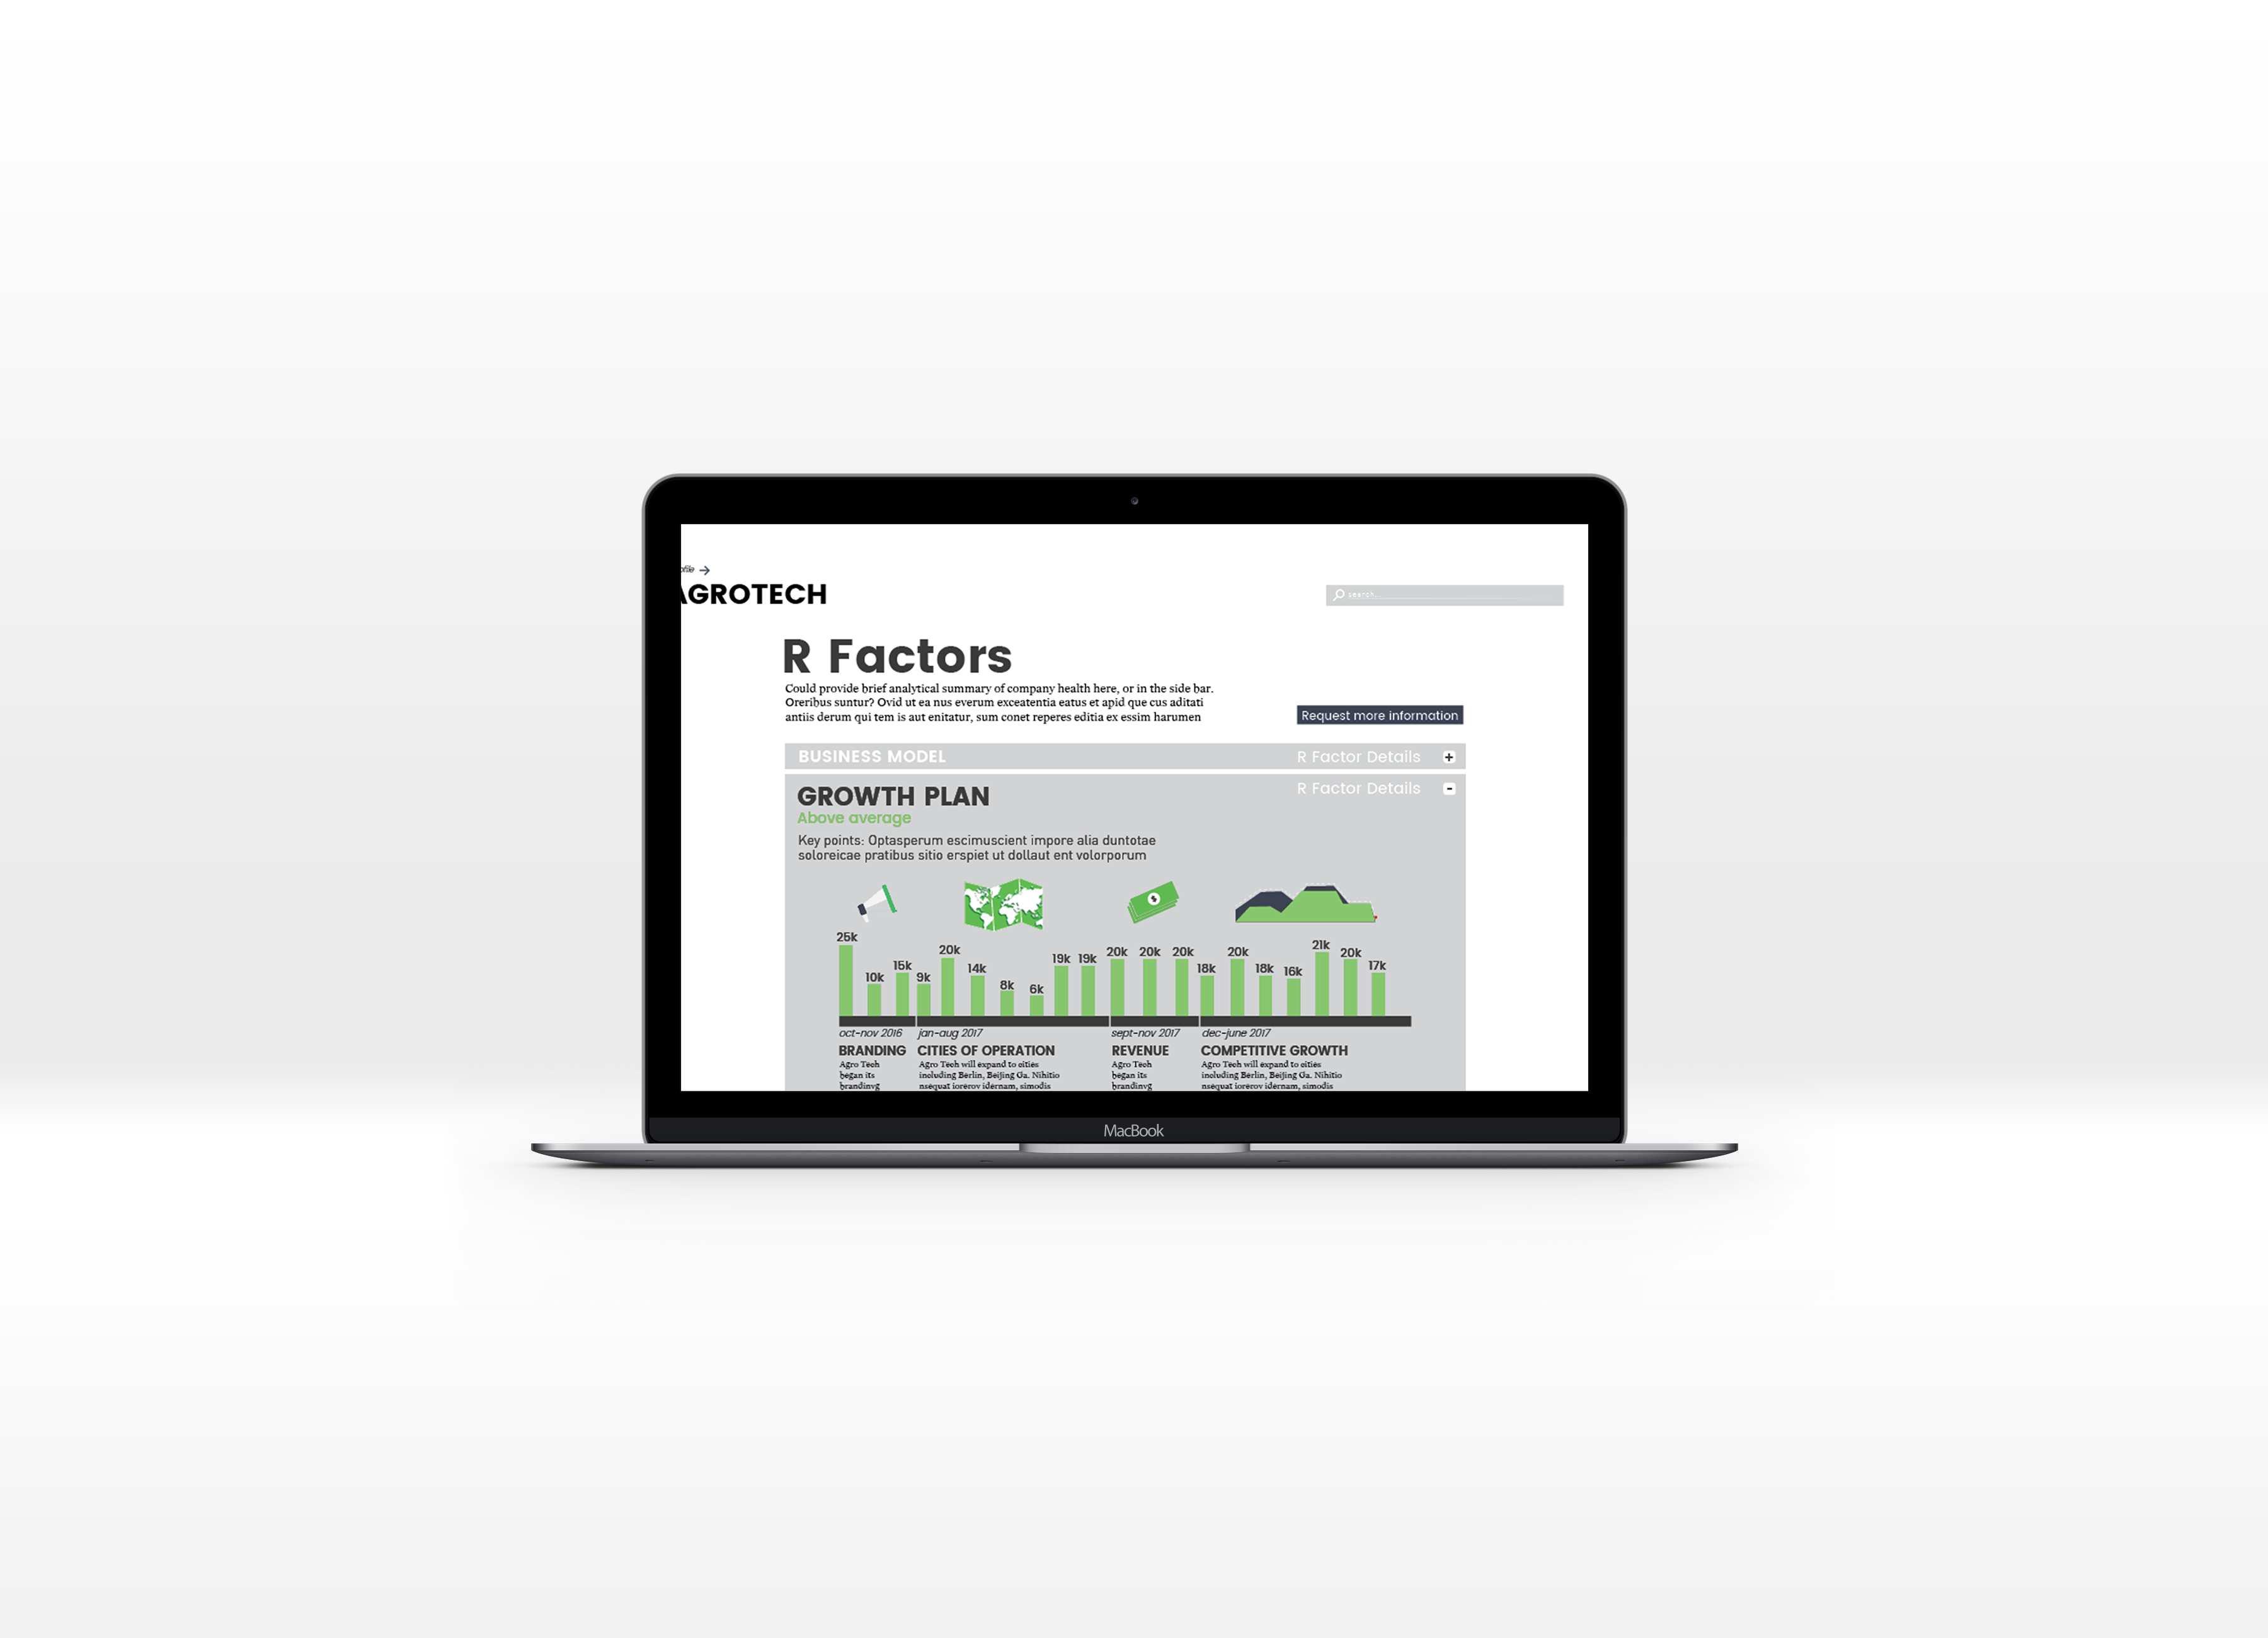 ofile →
AGROTECH
search...
R Factors
Could provide brief analytical summary of company health here, or in the side bar.
Oreribus suntur? Ovid ut ea nus everum exceatentia eatus et apid que cus aditati
antiis derum qui tem is aut enitatur, sum conet reperes editia ex essim harumen
Request more information
BUSINESS MODEL R Factor Details +
R Factor Details -
GROWTH PLAN
Above average
Key points: Optasperum escimuscient impore alia duntotae
soloreicae pratibus sitio erspiet ut dollaut ent volorporum
$
25k 10k 15k 9k 20k 14k 8k 6k 19k 19k 20k 20k 20k 18k 20k 18k 16k 21k 20k 17k
oct-nov 2016 jan-aug 2017 sept-nov 2017 dec-june 2017
BRANDING CITIES OF OPERATION REVENUE COMPETITIVE GROWTH
Agro Tech Agro Tech will expand to cities Agro Tech Agro Tech will expand to cities
began its including Berlin, Beijing Ga. Nihitio began its including Berlin, Beijing Ga. Nihitio
brandinvg nsequat iorerov idernam, simodis brandinvg nsequat iorerov idernam, simodis
MacBook